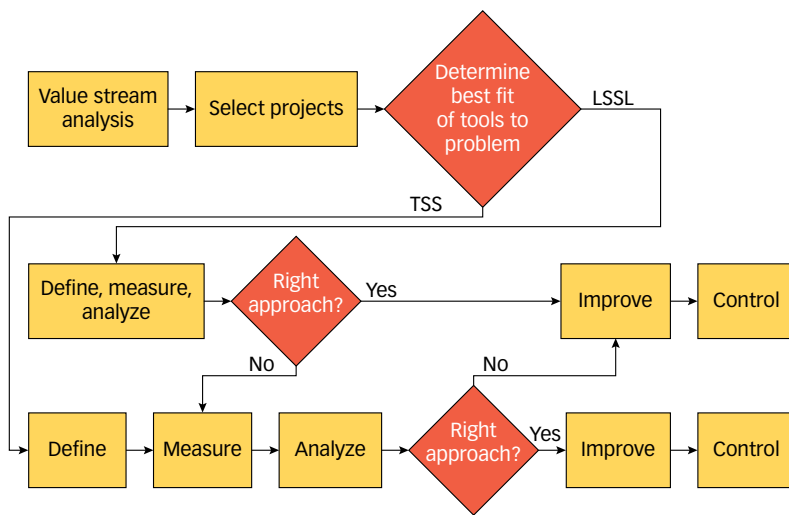 Value stream
analysis
Select projects
Determine
best fit
of tools to
problem
LSSL
TSS
Define, measure,
analyze
Right
approach?
Yes
Improve
Control
No
No
Define
Measure
Analyze
Right
approach?
Yes
Improve
Control